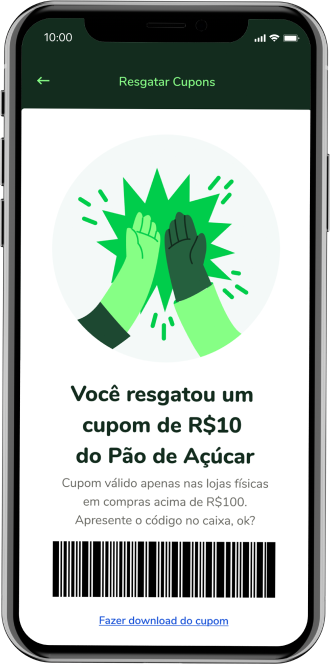 10:00
Resgatar Cupons
Você resgatou um
cupom de R$10
do Pão de Açúcar
Cupom válido apenas nas lojas físicas
em compras acima de R$100.
Apresente o código no caixa, ok?
Fazer download do cupom